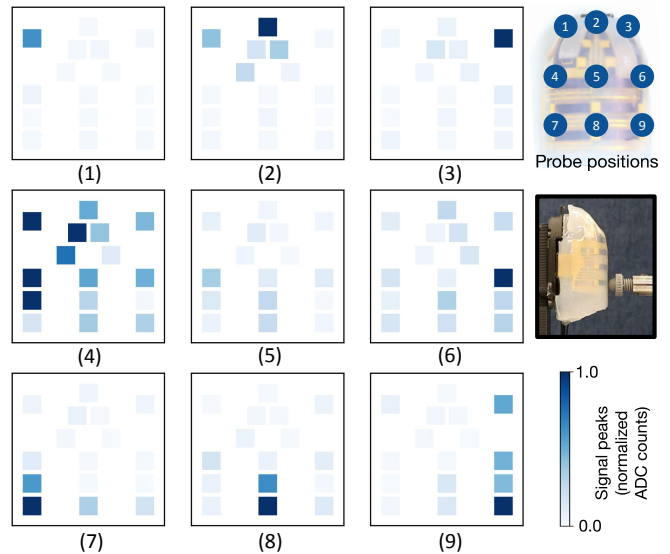 1 2 3
4 5 6
7 8 9
Probe positions
(1) (2) (3)
(4) (5) (6)
1.0
Signal peaks
(normalized
ADC counts)
0.0
(7) (8) (9)